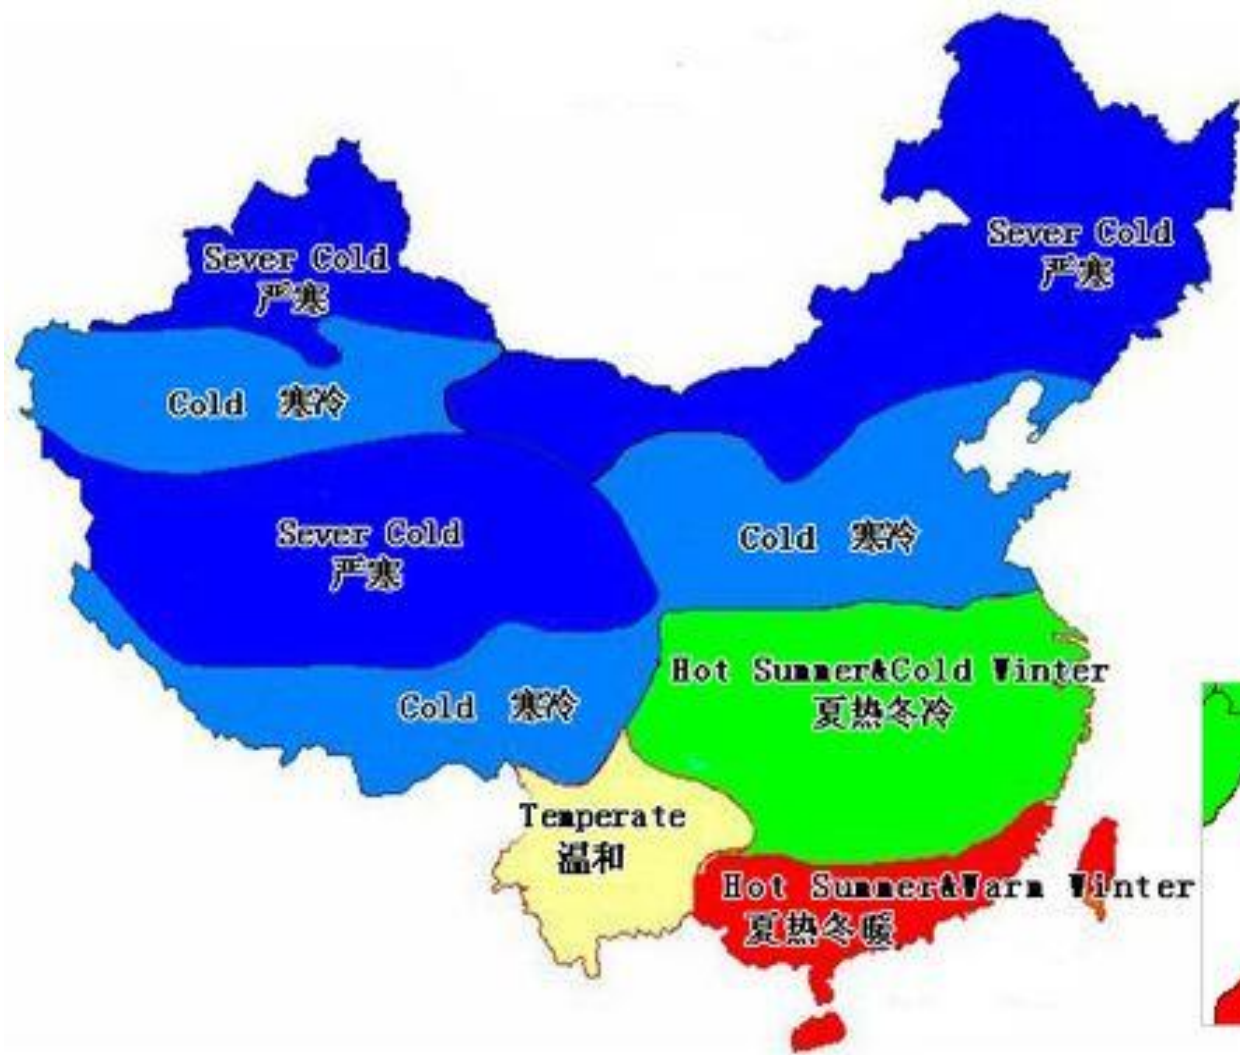 Sever Cold
严寒
Sever Cold
严寒
Cold 寒冷
Sever Cold
严寒
Cold 寒冷
Cold 寒冷
Hot Summer&Cold Winter
夏热冬冷
Temperate
温和
Hot Summer&Warm Winter
夏热冬暖